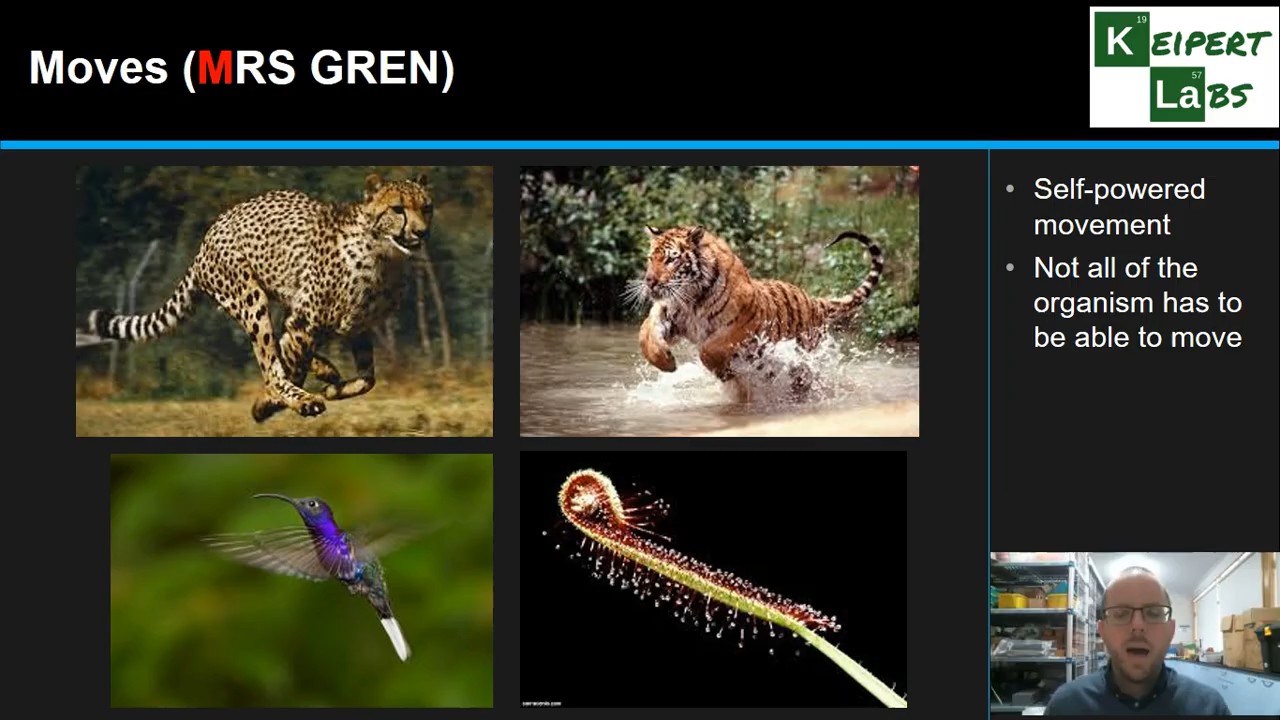 Moves (MRS GREN)
19
K EIPERT
57
LaBS
Self-powered
movement
Not all of the
organism has to
be able to move